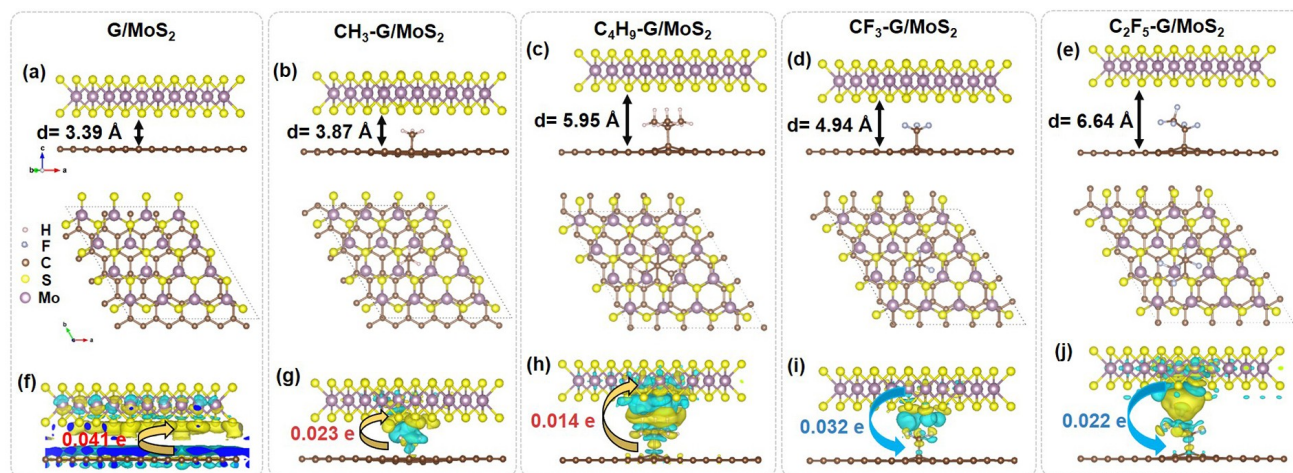 G/MoS₂
CH₃-G/MoS₂
C₄H₉-G/MoS₂
CF₃-G/MoS₂
C₂F₅-G/MoS₂
(a)
(b)
(c)
(d)
(e)
d= 3.39 Å
d= 3.87 Å
d= 5.95 Å
d= 4.94 Å
d= 6.64 Å
c
b
a
H
F
C
S
Mo
b
a
(f)
(g)
(h)
(i)
(j)
0.041 e
0.023 e
0.014 e
0.032 e
0.022 e